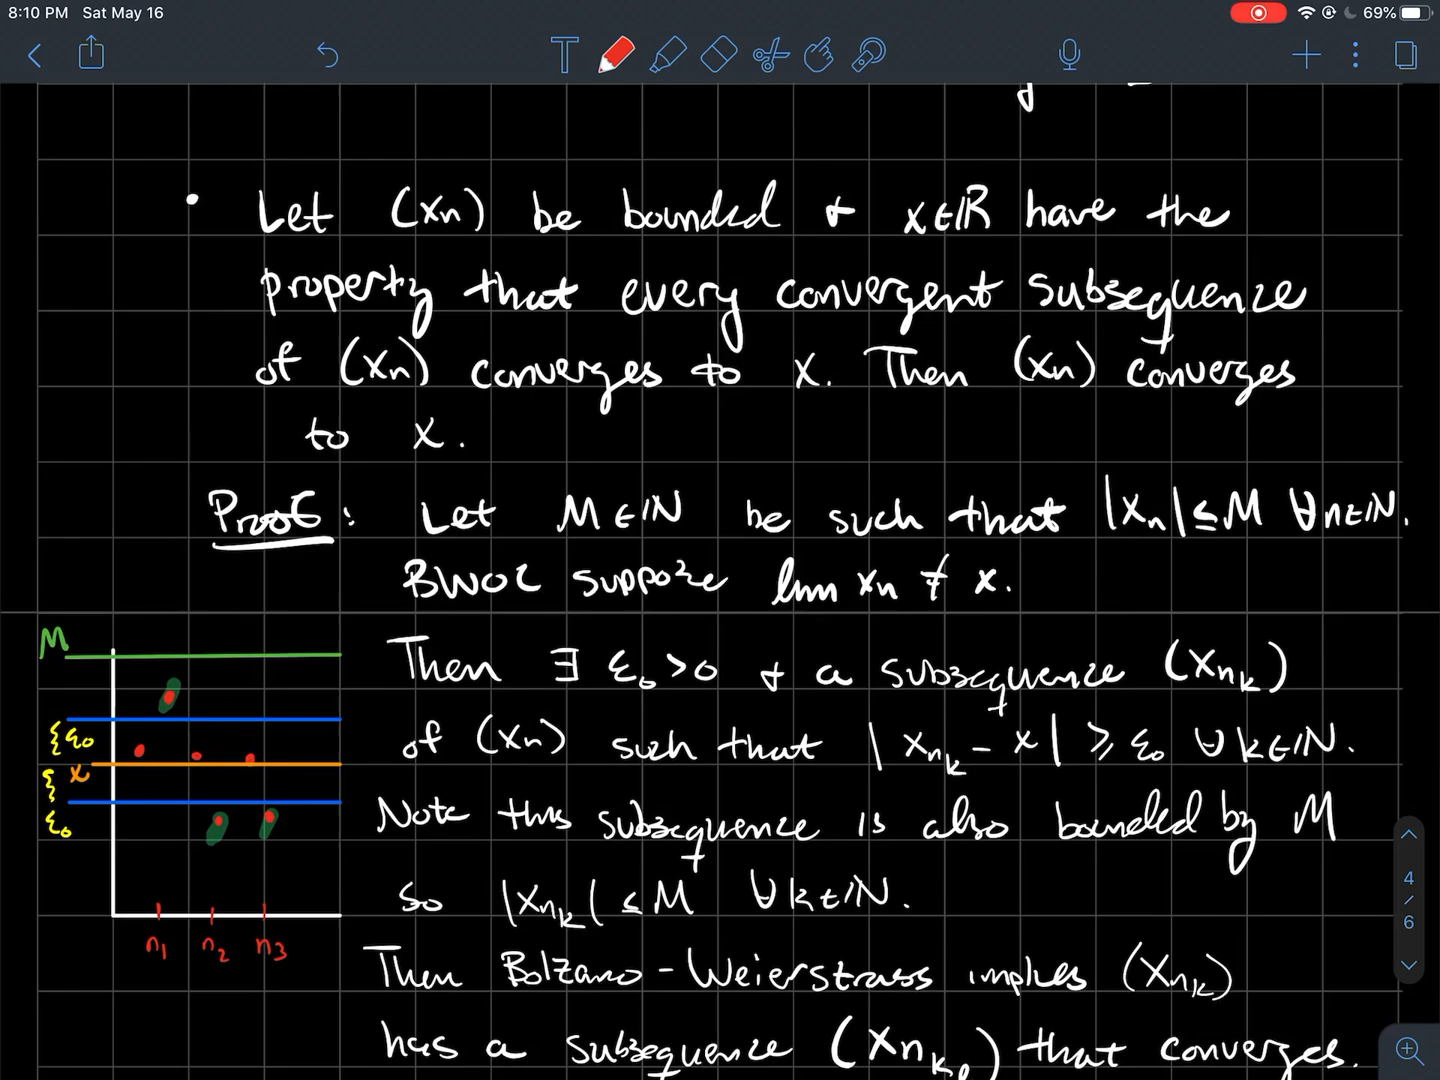 8:10 PM Sat May 16
69%
• Let (xn) be bounded & x∈ℝ have the
property that every convergent subsequence
of (xn) converges to x. Then (xn) converges
to x.
Proof: Let M∈ℕ be such that |xn|≤M ∀n∈ℕ.
BWOC suppose lim xn ≠ x.
Then ∃ ε₀>0 & a subsequence (xnₖ)
of (xn) such that |xnₖ - x| ≥ ε₀ ∀k∈ℕ.
Note this subsequence is also bounded by M
so |xnₖ| ≤ M ∀k∈ℕ.
Then Bolzano-Weierstrass implies (xnₖ)
has a subsequence (xnₖₗ) that converges.
M
{ε₀
x
{
ε₀
n₁ n₂ n₃
4
/
6